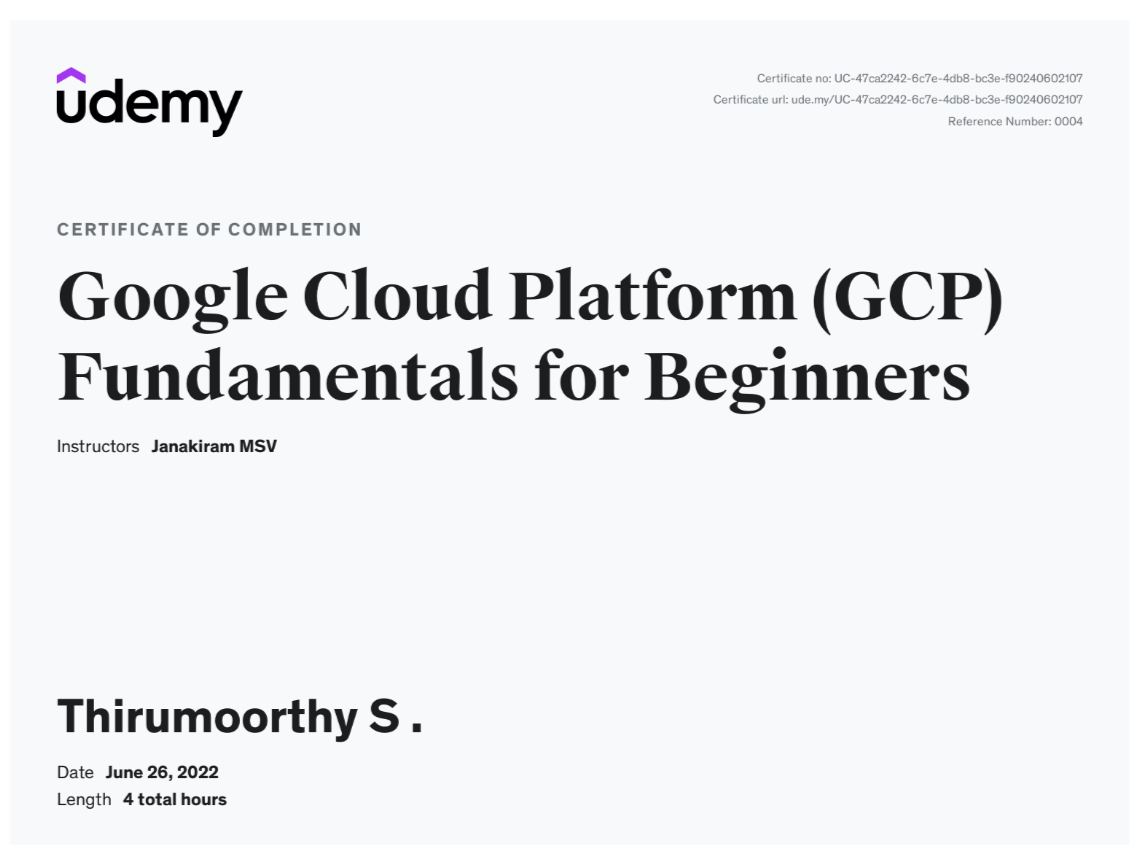 udemy
Certificate no: UC-47ca2242-6c7e-4db8-bc3e-f90240602107
Certificate url: ude.my/UC-47ca2242-6c7e-4db8-bc3e-f90240602107
Reference Number: 0004
CERTIFICATE OF COMPLETION
Google Cloud Platform (GCP)
Fundamentals for Beginners
Instructors Janakiram MSV
Thirumoorthy S .
Date June 26, 2022
Length 4 total hours